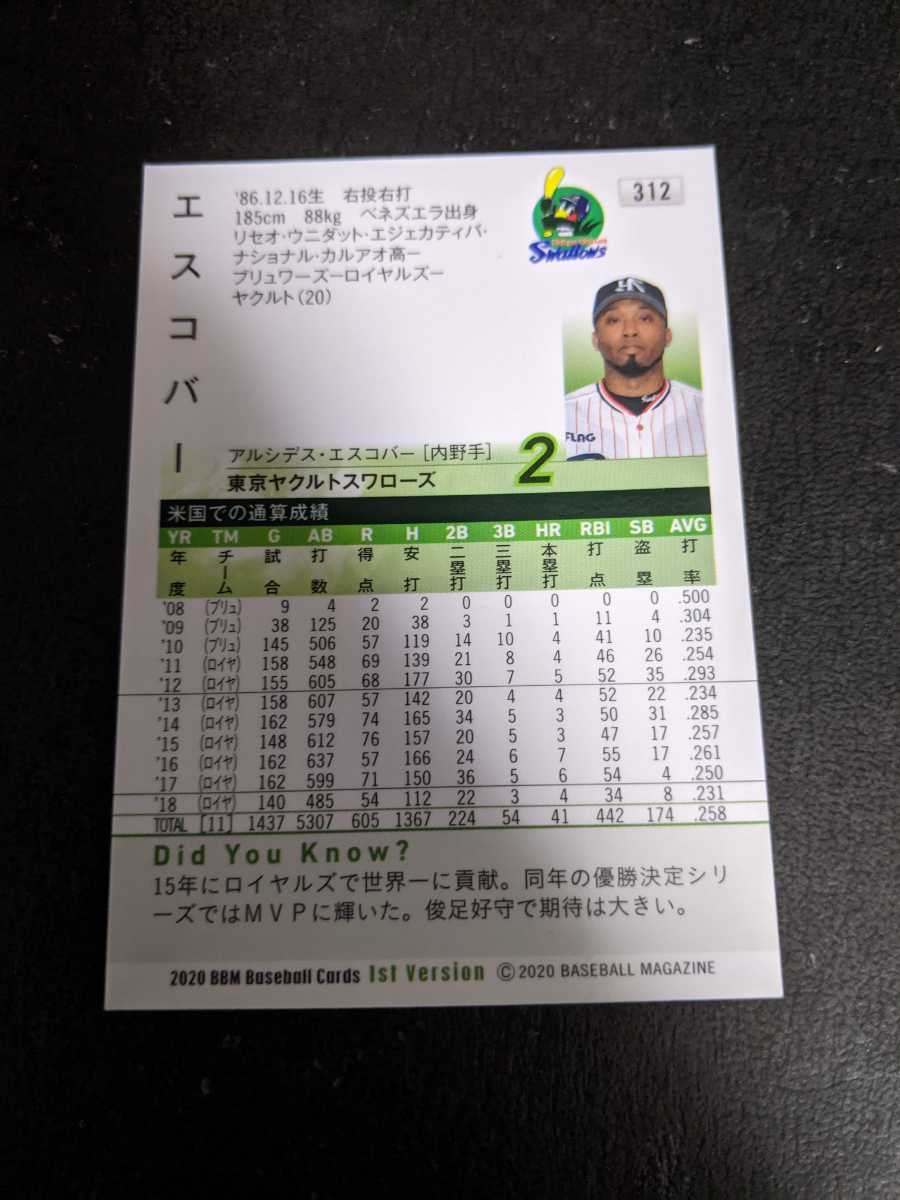 エスコバー
'86.12.16生 右投右打
185cm 88kg ベネズエラ出身
リセオ・ウニダット・エジェカティバ・
ナショナル・カルアオ高ー
ブリュワーズーロイヤルズー
ヤクルト(20)
Swallows
312
FLAG
アルシデス・エスコバー[内野手]
東京ヤクルトスワローズ
2
米国での通算成績
YR TM G AB R H 2B 3B HR RBI SB AVG
年度 チーム 試合 打数 得点 安打 二塁打 三塁打 本塁打 打点 盗塁 打率
'08 (ブリュ) 9 4 2 2 0 0 0 0 0 .500
'09 (ブリュ) 38 125 20 38 3 1 1 11 4 .304
'10 (ブリュ) 145 506 57 119 14 10 4 41 10 .235
'11 (ロイヤ) 158 548 69 139 21 8 4 46 26 .254
'12 (ロイヤ) 155 605 68 177 30 7 5 52 35 .293
'13 (ロイヤ) 158 607 57 142 20 4 4 52 22 .234
'14 (ロイヤ) 162 579 74 165 34 5 3 50 31 .285
'15 (ロイヤ) 148 612 76 157 20 5 3 47 17 .257
'16 (ロイヤ) 162 637 57 166 24 6 7 55 17 .261
'17 (ロイヤ) 162 599 71 150 36 5 6 54 4 .250
'18 (ロイヤ) 140 485 54 112 22 3 4 34 8 .231
TOTAL [11] 1437 5307 605 1367 224 54 41 442 174 .258
Did You Know?
15年にロイヤルズで世界一に貢献。同年の優勝決定シリ
ーズではMVPに輝いた。俊足好守で期待は大きい。
2020 BBM Baseball Cards 1st Version ©2020 BASEBALL MAGAZINE